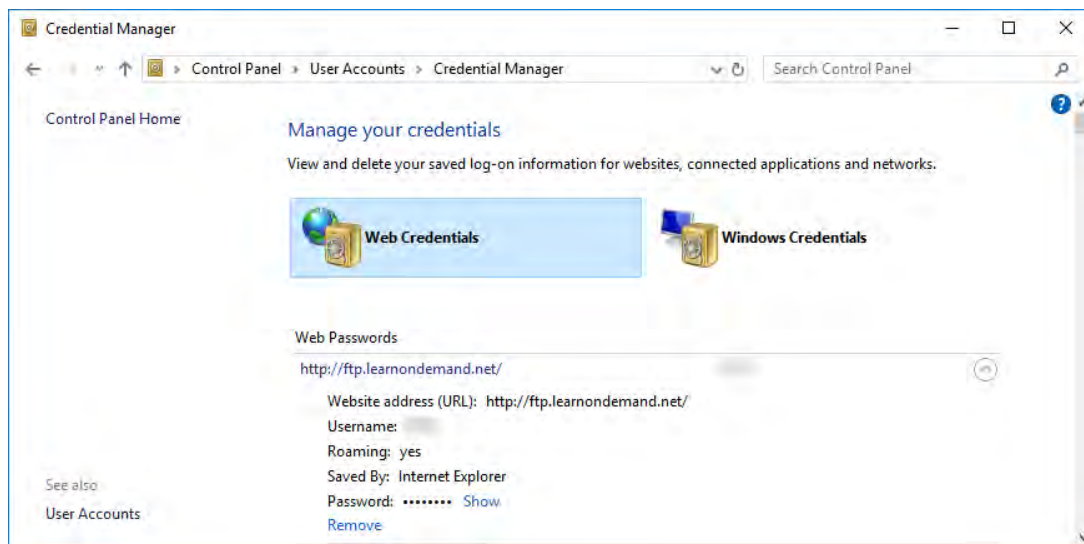 Credential Manager
Control Panel > User Accounts > Credential Manager
Search Control Panel
?
Control Panel Home
Manage your credentials
View and delete your saved log-on information for websites, connected applications and networks.
Web Credentials
Windows Credentials
Web Passwords
http://ftp.learnondemand.net/
Website address (URL): http://ftp.learnondemand.net/
Username:
Roaming: yes
Saved By: Internet Explorer
Password: •••••••• Show
Remove
See also
User Accounts